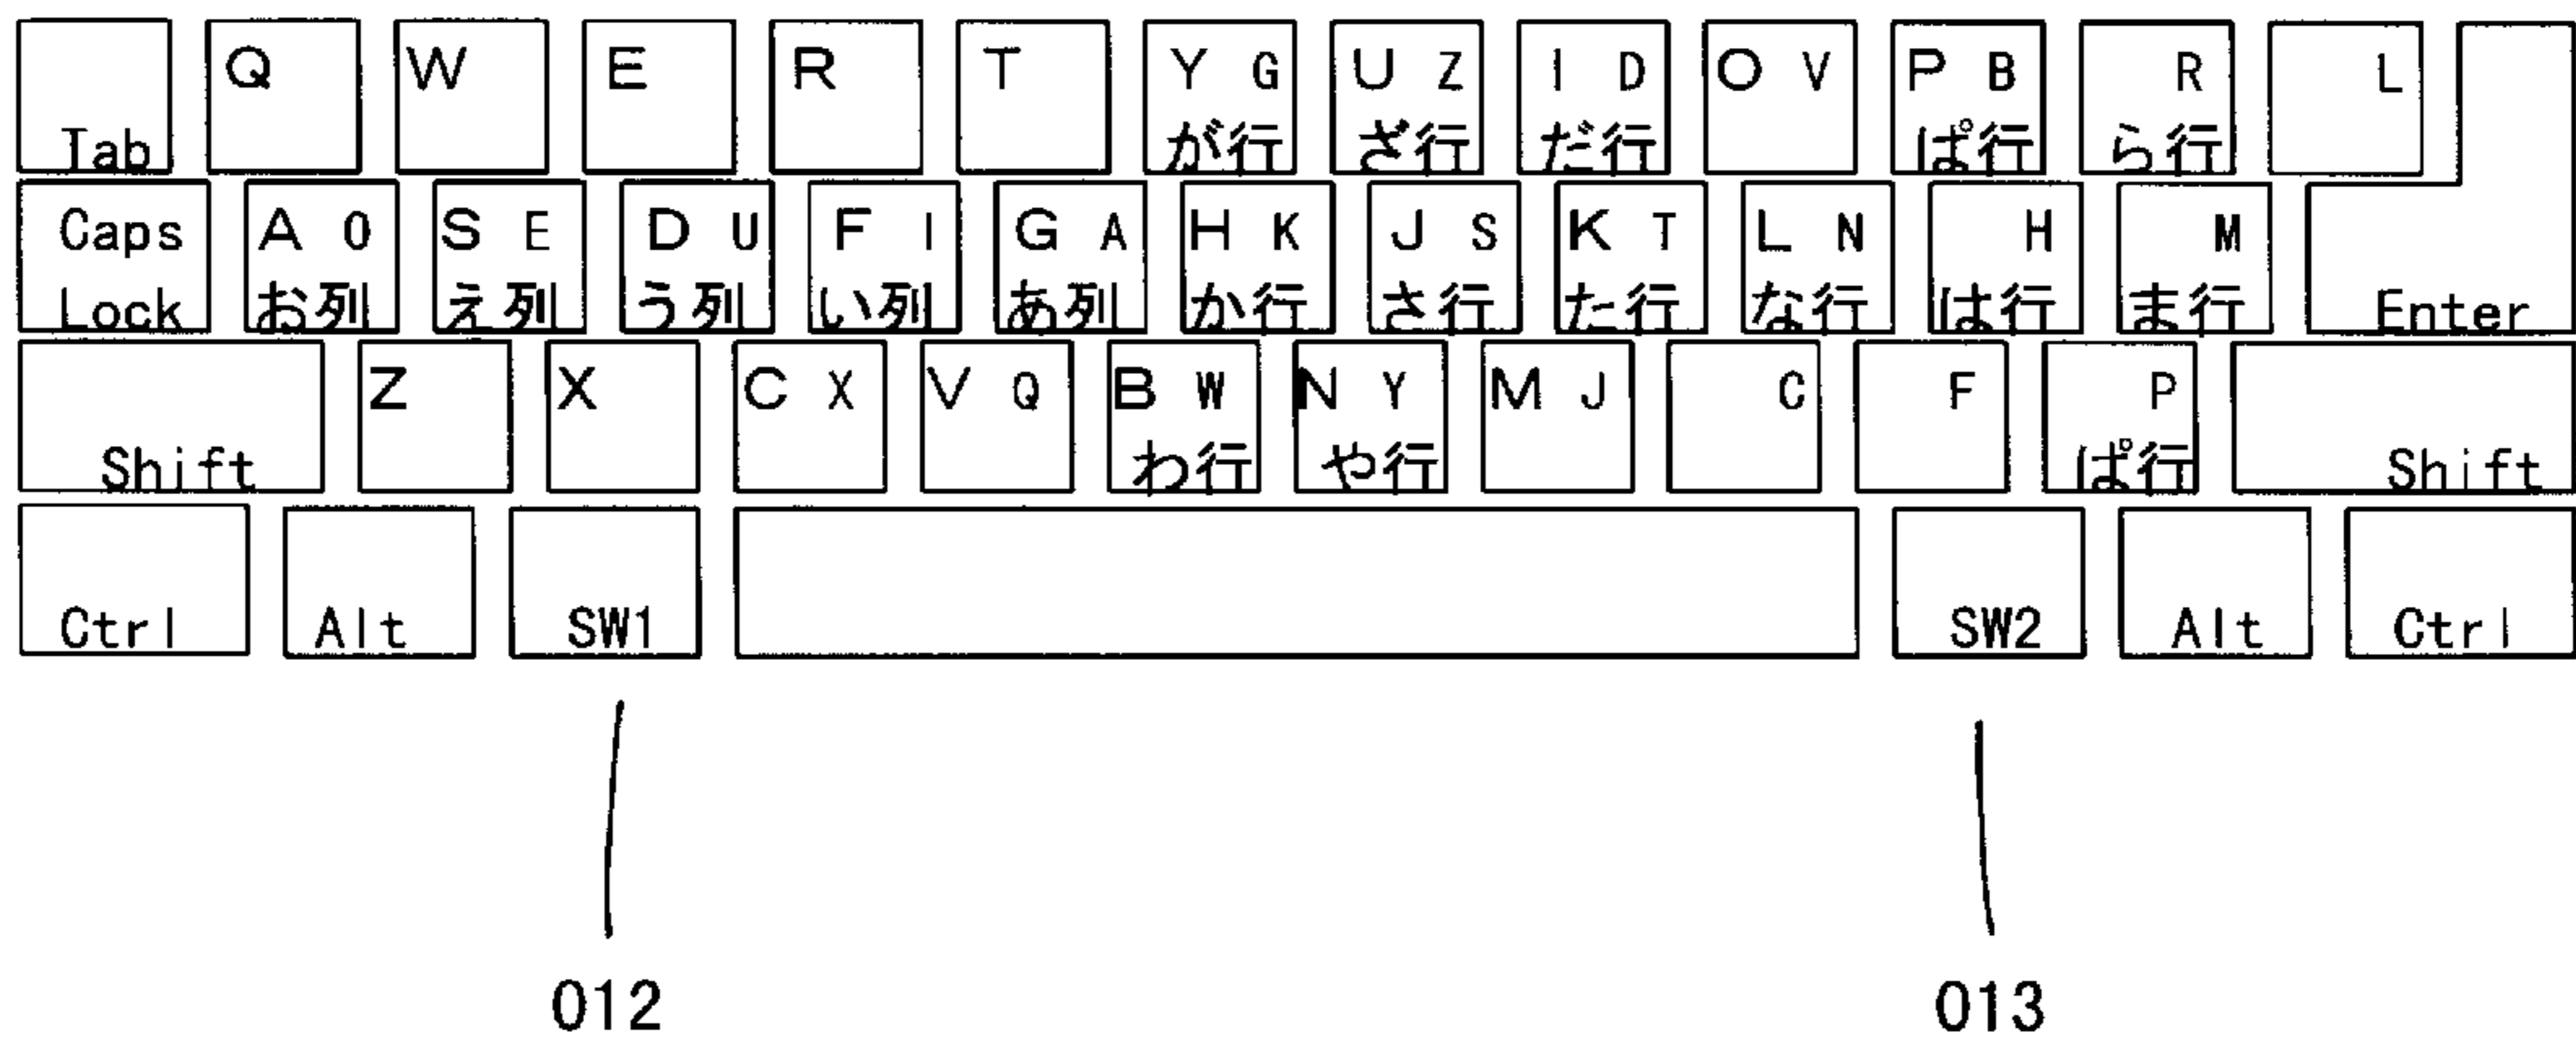 Q W E R T Y G U Z I D O V P B R L
Tab が行 ざ行 だ行 ぱ行 ら行
Caps A O S E D U F I G A H K J S K T L N H M
Lock お列 え列 う列 い列 あ列 か行 さ行 た行 な行 は行 ま行 Enter
Z X C X V Q B W N Y M J C F P
Shift わ行 や行 ぱ行 Shift
Ctrl Alt SW1 SW2 Alt Ctrl
012 013